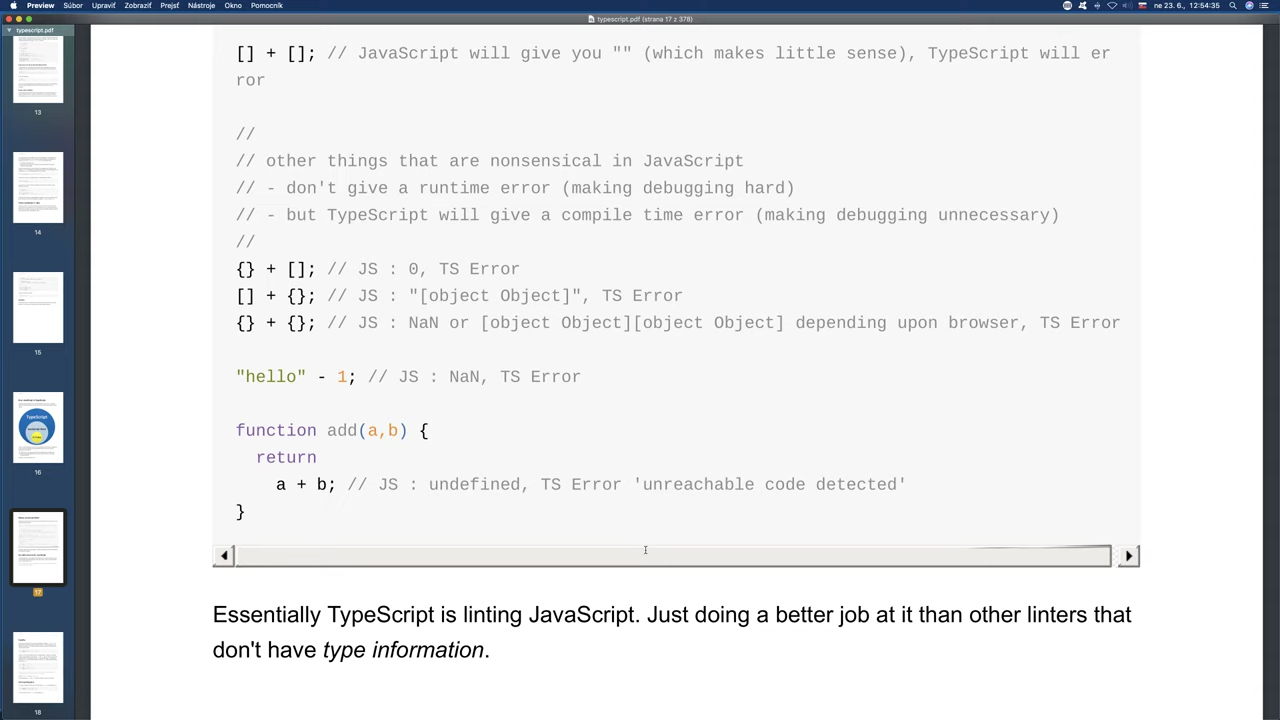 Preview Súbor Upraviť Zobraziť Prejsť Nástroje Okno Pomocník
ne 23. 6., 12:54:35
typescript.pdf (strana 17 z 378)
typescript.pdf
13
14
15
TypeScript
16
17
18
[] + []; // JavaScript will give you "" (which makes little sense), TypeScript will er
ror
//
// other things that are nonsensical in JavaScript
// - don't give a runtime error (making debugging hard)
// - but TypeScript will give a compile time error (making debugging unnecessary)
//
{} + []; // JS : 0, TS Error
[] + {}; // JS : "[object Object]", TS Error
{} + {}; // JS : NaN or [object Object][object Object] depending upon browser, TS Error
"hello" - 1; // JS : NaN, TS Error
function add(a,b) {
return
a + b; // JS : undefined, TS Error 'unreachable code detected'
}
Essentially TypeScript is linting JavaScript. Just doing a better job at it than other linters that
don't have type information.